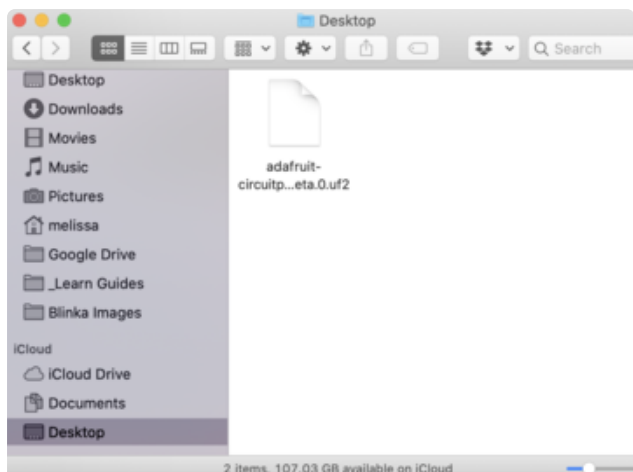 Desktop
Search
Desktop
Downloads
Movies
Music
Pictures
melissa
Google Drive
_Learn Guides
Blinka Images
iCloud
iCloud Drive
Documents
Desktop
adafruit-
circuitp...eta.0.uf2
2 items, 107.03 GB available on iCloud